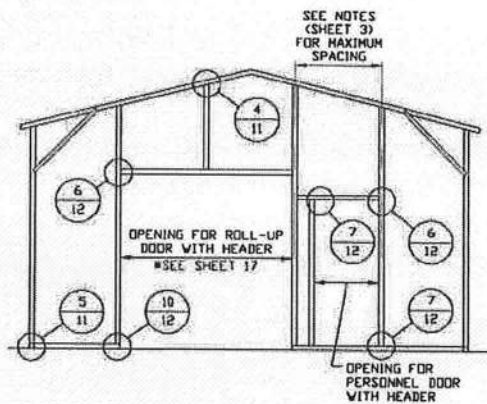 SEE NOTES
(SHEET 3)
FOR MAXIMUM
SPACING
4
11
6
12
OPENING FOR ROLL-UP
DOOR WITH HEADER
*SEE SHEET 17
7
12
6
12
5
11
10
12
7
12
OPENING FOR
PERSONNEL DOOR
WITH HEADER